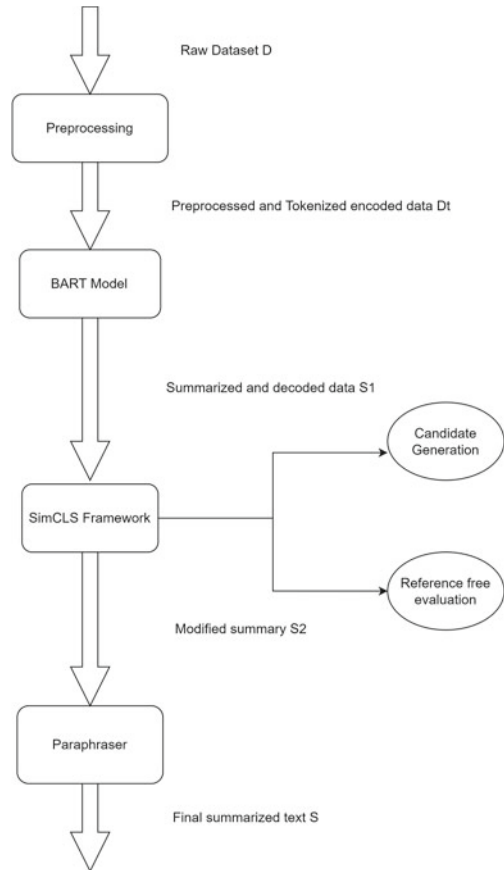 Raw Dataset D
Preprocessing
Preprocessed and Tokenized encoded data Dt
BART Model
Summarized and decoded data S1
Candidate
Generation
SimCLS Framework
Reference free
evaluation
Modified summary S2
Paraphraser
Final summarized text S